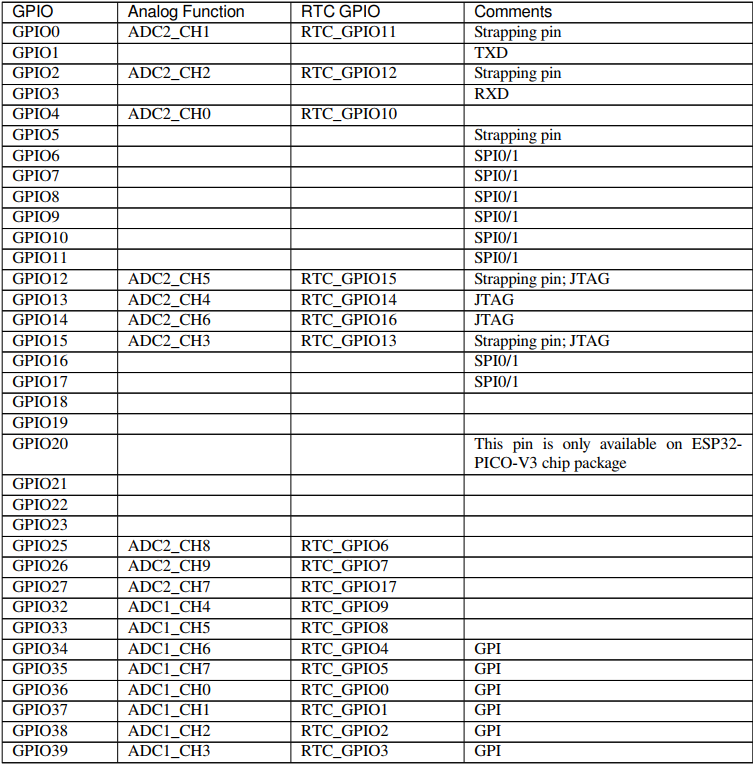 GPIO Analog Function RTC GPIO Comments
GPIO0 ADC2_CH1 RTC_GPIO11 Strapping pin
GPIO1 TXD
GPIO2 ADC2_CH2 RTC_GPIO12 Strapping pin
GPIO3 RXD
GPIO4 ADC2_CH0 RTC_GPIO10
GPIO5 Strapping pin
GPIO6 SPI0/1
GPIO7 SPI0/1
GPIO8 SPI0/1
GPIO9 SPI0/1
GPIO10 SPI0/1
GPIO11 SPI0/1
GPIO12 ADC2_CH5 RTC_GPIO15 Strapping pin; JTAG
GPIO13 ADC2_CH4 RTC_GPIO14 JTAG
GPIO14 ADC2_CH6 RTC_GPIO16 JTAG
GPIO15 ADC2_CH3 RTC_GPIO13 Strapping pin; JTAG
GPIO16 SPI0/1
GPIO17 SPI0/1
GPIO18
GPIO19
GPIO20 This pin is only available on ESP32-
PICO-V3 chip package
GPIO21
GPIO22
GPIO23
GPIO25 ADC2_CH8 RTC_GPIO6
GPIO26 ADC2_CH9 RTC_GPIO7
GPIO27 ADC2_CH7 RTC_GPIO17
GPIO32 ADC1_CH4 RTC_GPIO9
GPIO33 ADC1_CH5 RTC_GPIO8
GPIO34 ADC1_CH6 RTC_GPIO4 GPI
GPIO35 ADC1_CH7 RTC_GPIO5 GPI
GPIO36 ADC1_CH0 RTC_GPIO0 GPI
GPIO37 ADC1_CH1 RTC_GPIO1 GPI
GPIO38 ADC1_CH2 RTC_GPIO2 GPI
GPIO39 ADC1_CH3 RTC_GPIO3 GPI